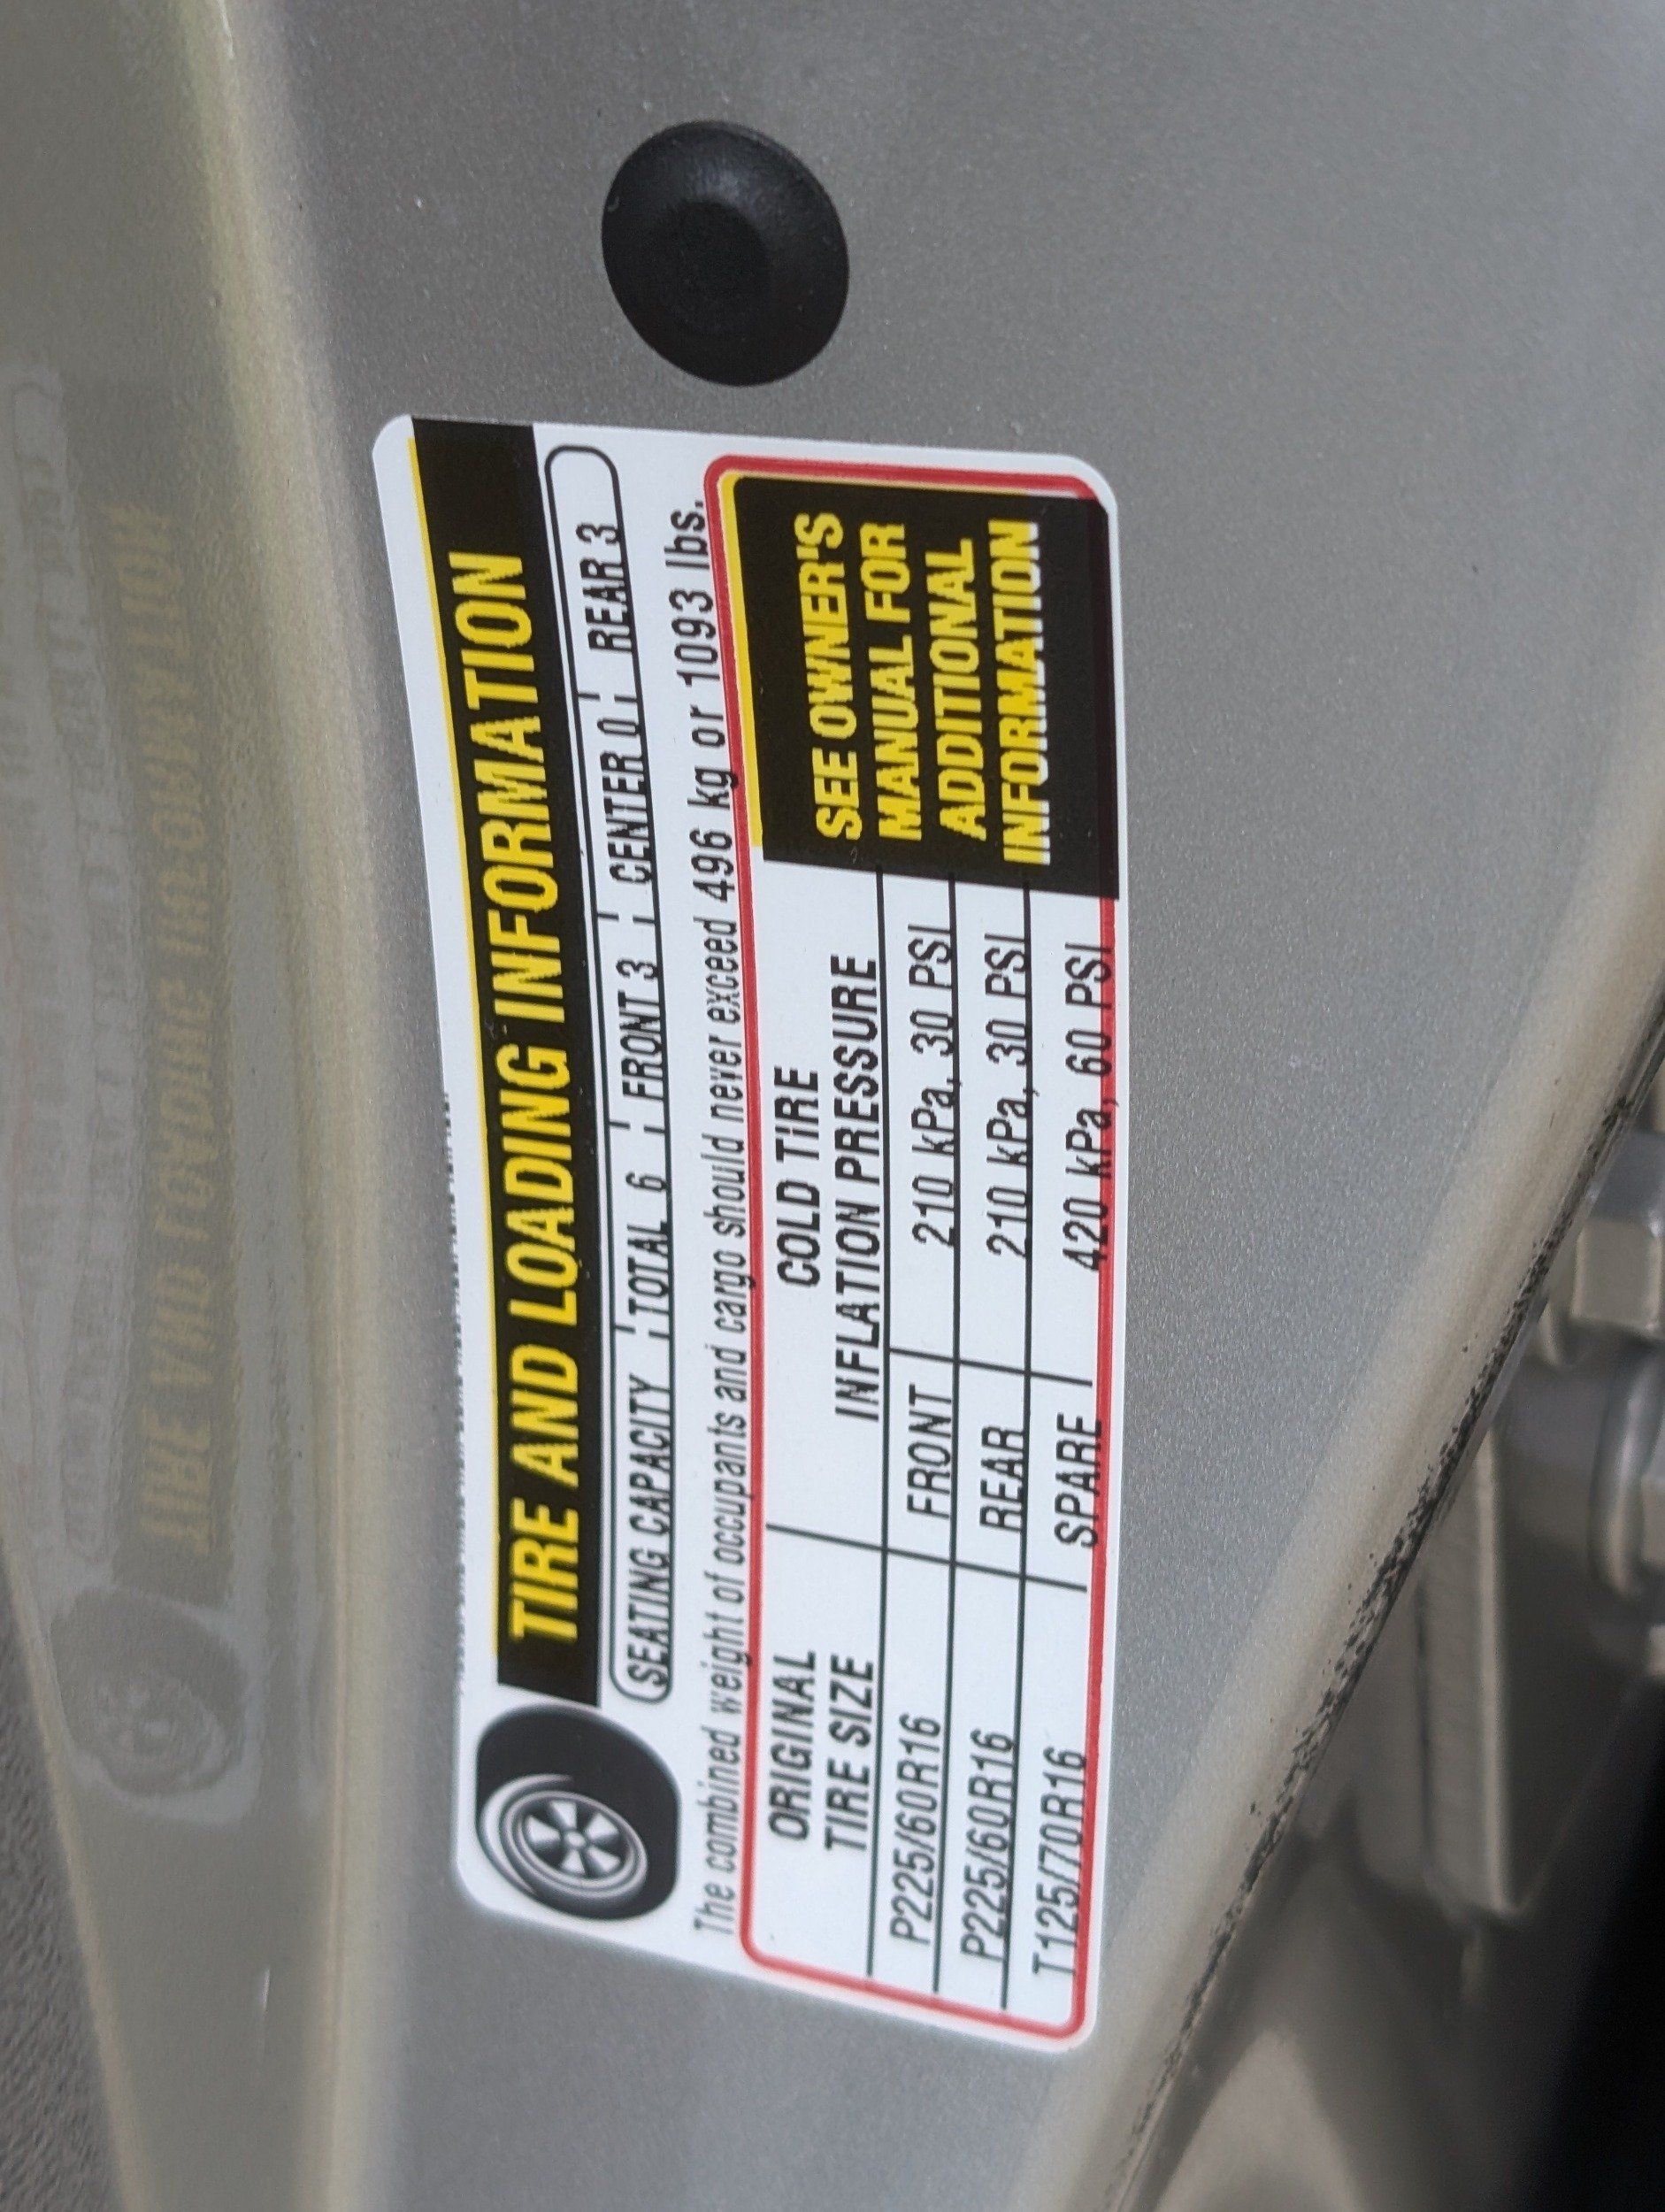 TIRE AND LOADING INFORMATION
SEATING CAPACITY TOTAL 6 FRONT 3 CENTER 0 REAR 3
The combined weight of occupants and cargo should never exceed 496 kg or 1093 lbs.
ORIGINAL
TIRE SIZE
COLD TIRE
INFLATION PRESSURE
SEE OWNER'S
MANUAL FOR
ADDITIONAL
INFORMATION
P225/60R16 FRONT 210 kPa, 30 PSI
P225/60R16 REAR 210 kPa, 30 PSI
T125/70R16 SPARE 420 kPa, 60 PSI